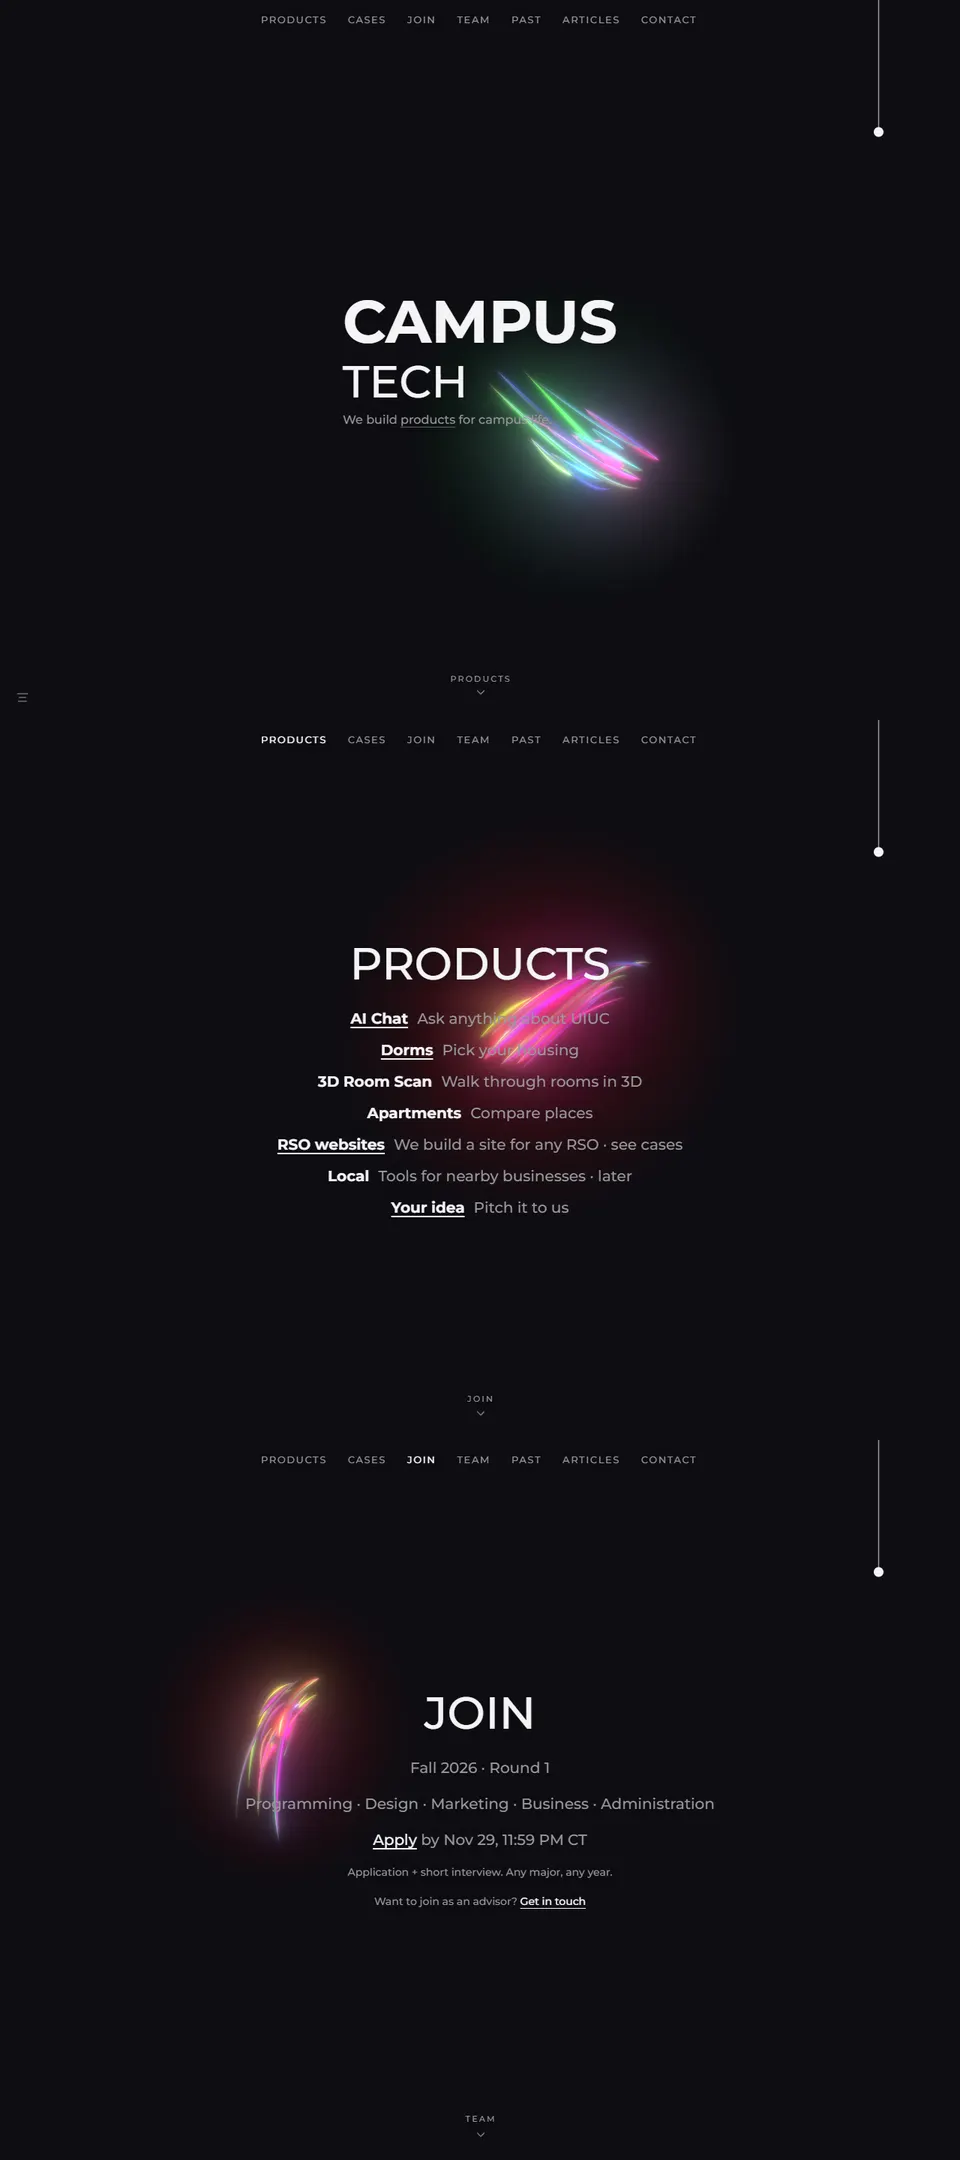 PRODUCTS CASES JOIN TEAM PAST ARTICLES CONTACT
CAMPUS
TECH
We build products for campus life.
PRODUCTS
PRODUCTS CASES JOIN TEAM PAST ARTICLES CONTACT
PRODUCTS
AI Chat Ask anything about UIUC
Dorms Pick your housing
3D Room Scan Walk through rooms in 3D
Apartments Compare places
RSO websites We build a site for any RSO · see cases
Local Tools for nearby businesses · later
Your idea Pitch it to us
JOIN
PRODUCTS CASES JOIN TEAM PAST ARTICLES CONTACT
JOIN
Fall 2026 · Round 1
Programming · Design · Marketing · Business · Administration
Apply by Nov 29, 11:59 PM CT
Application + short interview. Any major, any year.
Want to join as an advisor? Get in touch
TEAM